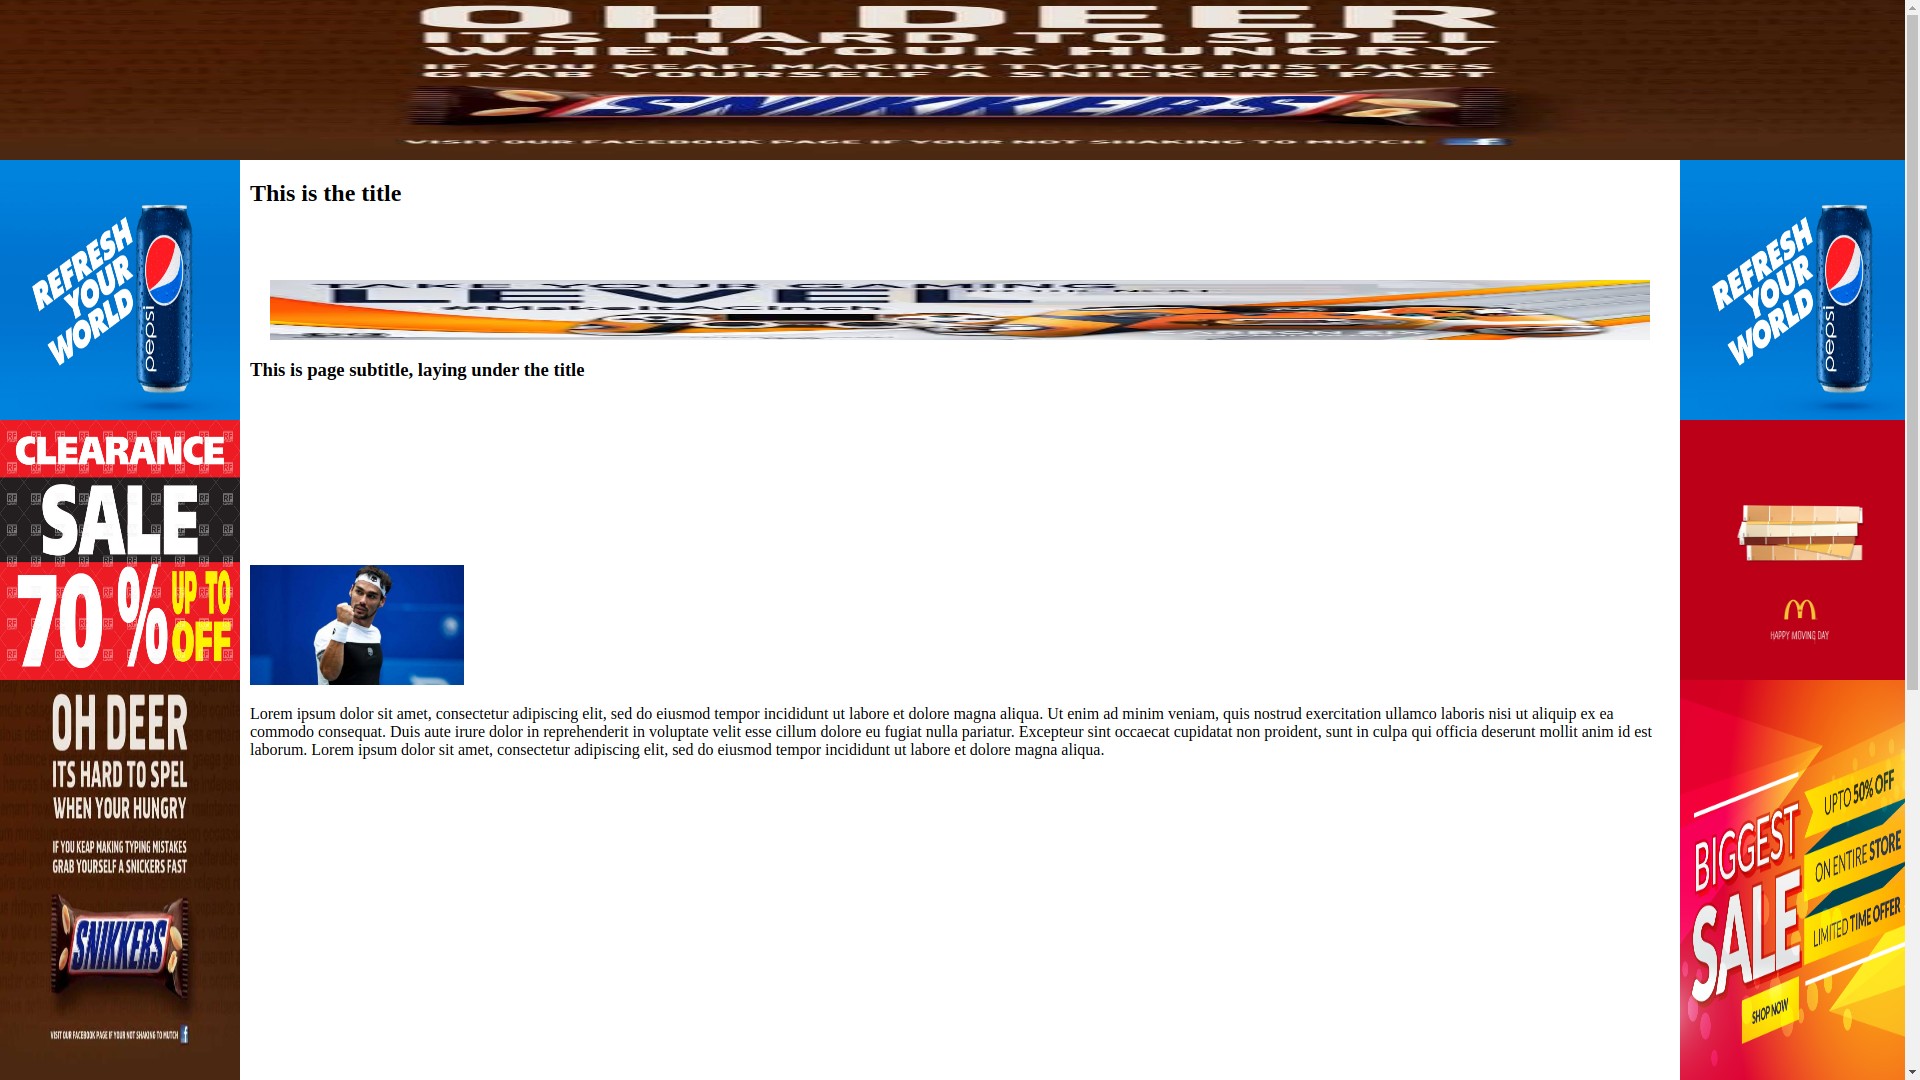 OH DEER
ITS HARD TO SPEL
WHEN YOUR HUNGRY
IF YOU KEAP MAKING TYPING MISTAKES
GRAB YOURSELF A SNICKERS FAST
SNIKKERS
VISIT OUR FACEBOOK PAGE IF YOUR NOT SHAKING TO MUTCH
REFRESH
YOUR
WORLD
pepsi
CLEARANCE
SALE
70% UP TO
OFF
OH DEER
ITS HARD TO SPEL
WHEN YOUR HUNGRY
IF YOU KEAP MAKING TYPING MISTAKES
GRAB YOURSELF A SNICKERS FAST
SNIKKERS
VISIT OUR FACEBOOK PAGE IF YOUR NOT SHAKING TO MUTCH
This is the title
TAKE YOUR GAMING
LEVEL
This is page subtitle, laying under the title
Lorem ipsum dolor sit amet, consectetur adipiscing elit, sed do eiusmod tempor incididunt ut labore et dolore magna aliqua. Ut enim ad minim veniam, quis nostrud exercitation ullamco laboris nisi ut aliquip ex ea
commodo consequat. Duis aute irure dolor in reprehenderit in voluptate velit esse cillum dolore eu fugiat nulla pariatur. Excepteur sint occaecat cupidatat non proident, sunt in culpa qui officia deserunt mollit anim id est
laborum. Lorem ipsum dolor sit amet, consectetur adipiscing elit, sed do eiusmod tempor incididunt ut labore et dolore magna aliqua.
REFRESH
YOUR
WORLD
pepsi
HAPPY MOVING DAY
BIGGEST
SALE
UPTO 50% OFF
ON ENTIRE STORE
LIMITED TIME OFFER
SHOP NOW